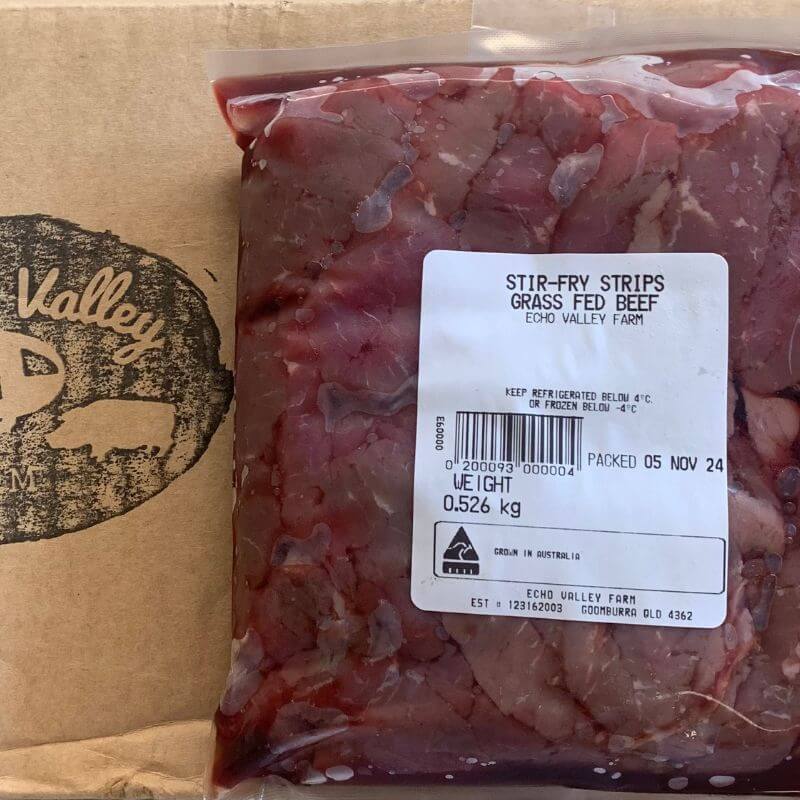 Valley
M
STIR-FRY STRIPS
GRASS FED BEEF
ECHO VALLEY FARM
KEEP REFRIGERATED BELOW 4°C.
OR FROZEN BELOW -4°C
000093
0 200093 000004
PACKED 05 NOV 24
WEIGHT
0.526 kg
GROWN IN AUSTRALIA
ECHO VALLEY FARM
EST # 123162003 GOOMBURRA QLD 4362